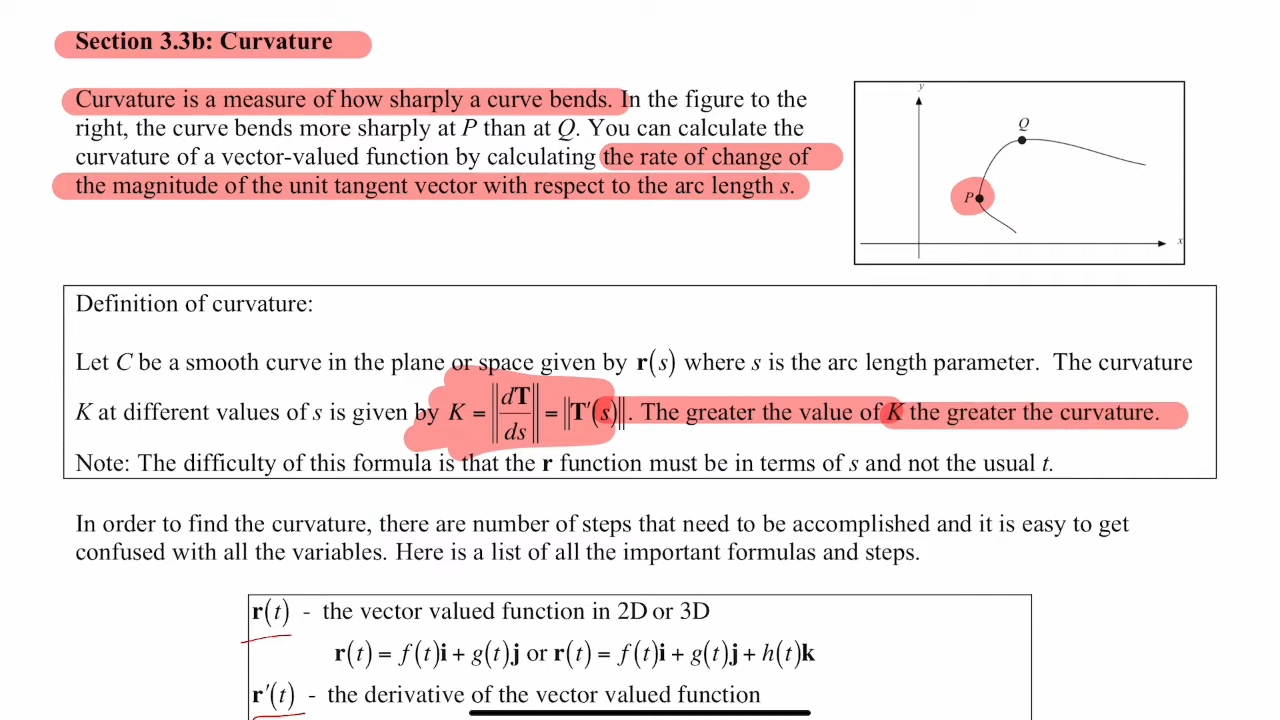 Section 3.3b: Curvature
Curvature is a measure of how sharply a curve bends. In the figure to the
right, the curve bends more sharply at P than at Q. You can calculate the
curvature of a vector-valued function by calculating the rate of change of
the magnitude of the unit tangent vector with respect to the arc length s.
y
Q
P
x
Definition of curvature:
Let C be a smooth curve in the plane or space given by r(s) where s is the arc length parameter. The curvature
K at different values of s is given by K = ‖dT/ds‖ = ‖T′(s)‖. The greater the value of K the greater the curvature.
Note: The difficulty of this formula is that the r function must be in terms of s and not the usual t.
In order to find the curvature, there are number of steps that need to be accomplished and it is easy to get
confused with all the variables. Here is a list of all the important formulas and steps.
r(t) - the vector valued function in 2D or 3D
r(t) = f(t)i + g(t)j or r(t) = f(t)i + g(t)j + h(t)k
r′(t) - the derivative of the vector valued function